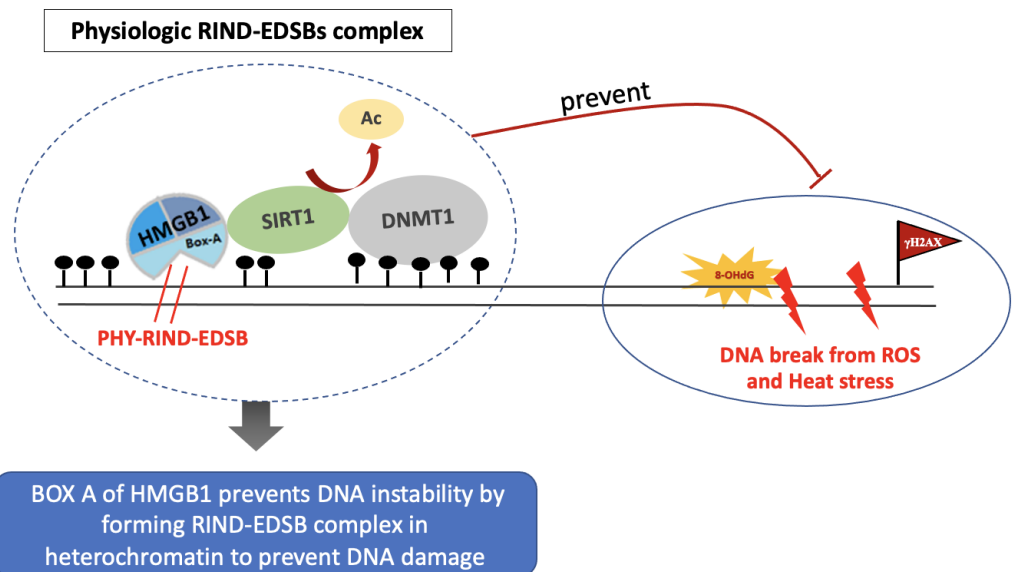 Physiologic RIND-EDSBs complex
prevent
Ac
HMGB1
Box-A
SIRT1
DNMT1
γH2AX
8-OHdG
PHY-RIND-EDSB
DNA break from ROS
and Heat stress
BOX A of HMGB1 prevents DNA instability by
forming RIND-EDSB complex in
heterochromatin to prevent DNA damage